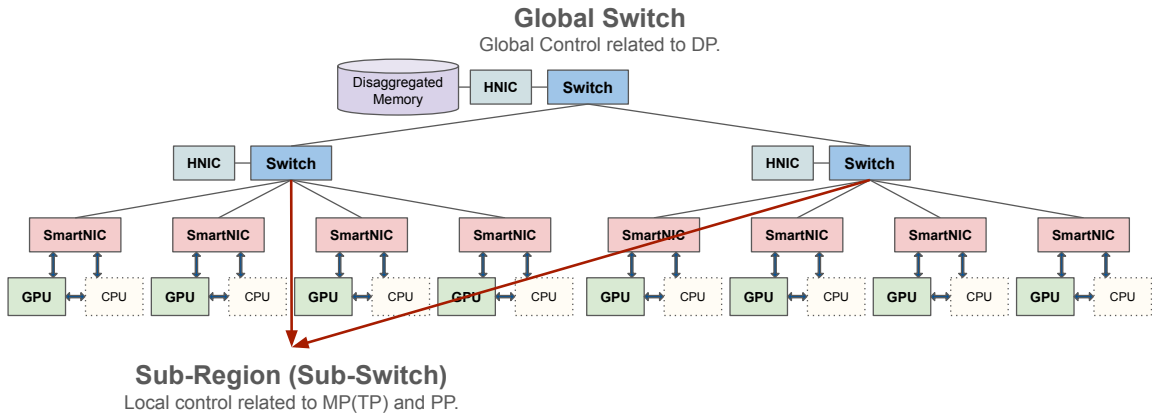 Global Switch
Global Control related to DP.
Disaggregated
Memory
HNIC
Switch
HNIC
Switch
HNIC
Switch
SmartNIC
SmartNIC
SmartNIC
SmartNIC
SmartNIC
SmartNIC
SmartNIC
SmartNIC
GPU
CPU
GPU
CPU
GPU
CPU
GPU
CPU
GPU
CPU
GPU
CPU
GPU
CPU
GPU
CPU
Sub-Region (Sub-Switch)
Local control related to MP(TP) and PP.